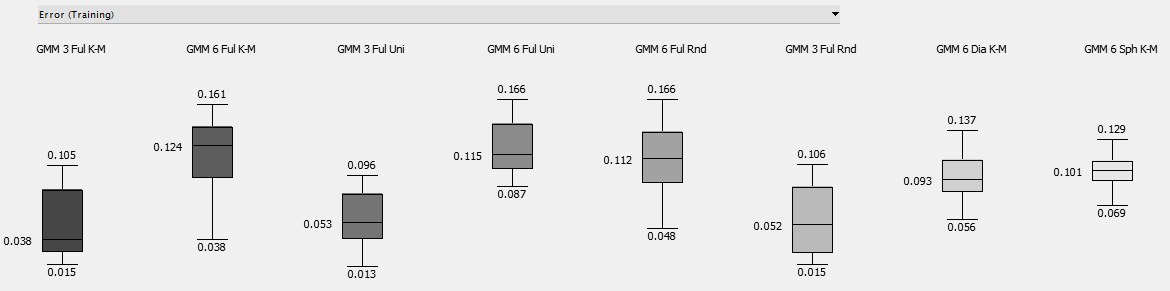 Error (Training)
GMM 3 Ful K-M GMM 6 Ful K-M GMM 3 Ful Uni GMM 6 Ful Uni GMM 6 Ful Rnd GMM 3 Ful Rnd GMM 6 Dia K-M GMM 6 Sph K-M
0.105 0.161 0.096 0.166 0.166 0.106 0.137 0.129
0.038 0.124 0.053 0.115 0.112 0.052 0.093 0.101
0.015 0.038 0.013 0.087 0.048 0.015 0.056 0.069